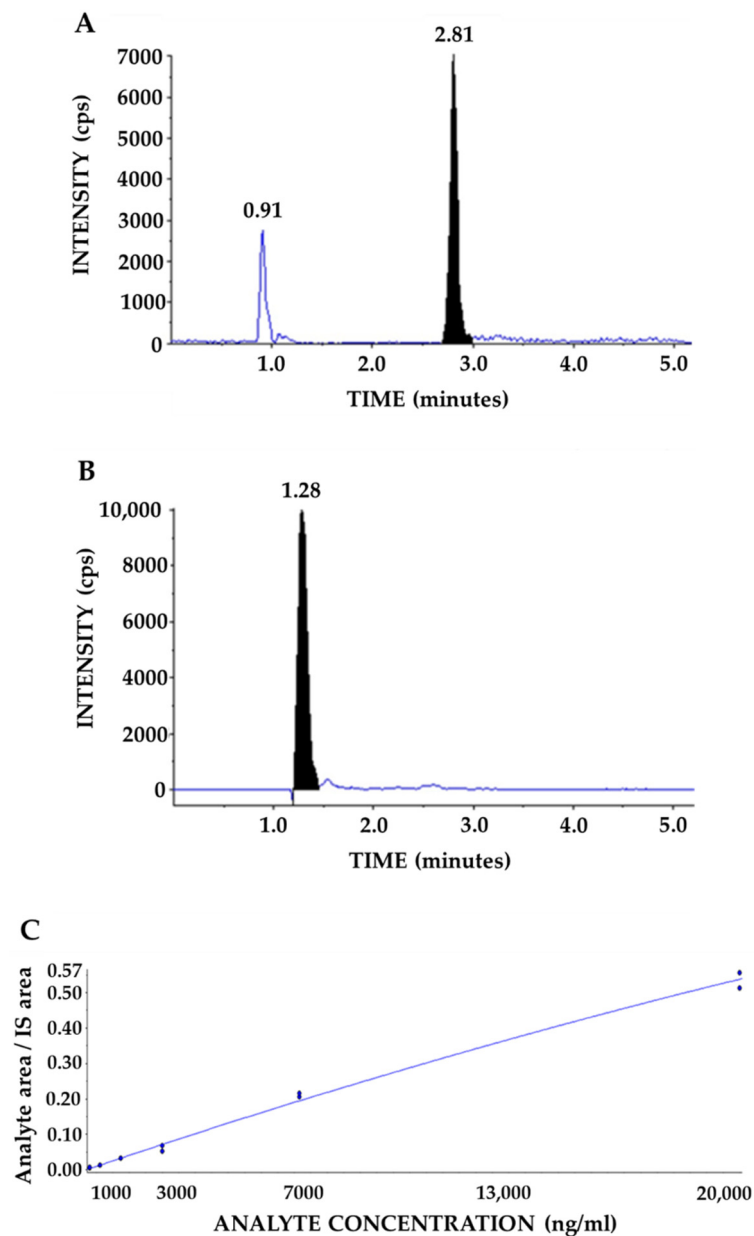 A
2.81
7000
6000
5000
4000
3000
2000
1000
0
0.91
INTENSITY (cps)
1.0 2.0 3.0 4.0 5.0
TIME (minutes)
B
1.28
10,000
8000
6000
4000
2000
0
INTENSITY (cps)
1.0 2.0 3.0 4.0 5.0
TIME (minutes)
C
0.57
0.50
0.40
0.30
0.20
0.10
0.00
Analyte area / IS area
1000 3000 7000 13,000 20,000
ANALYTE CONCENTRATION (ng/ml)